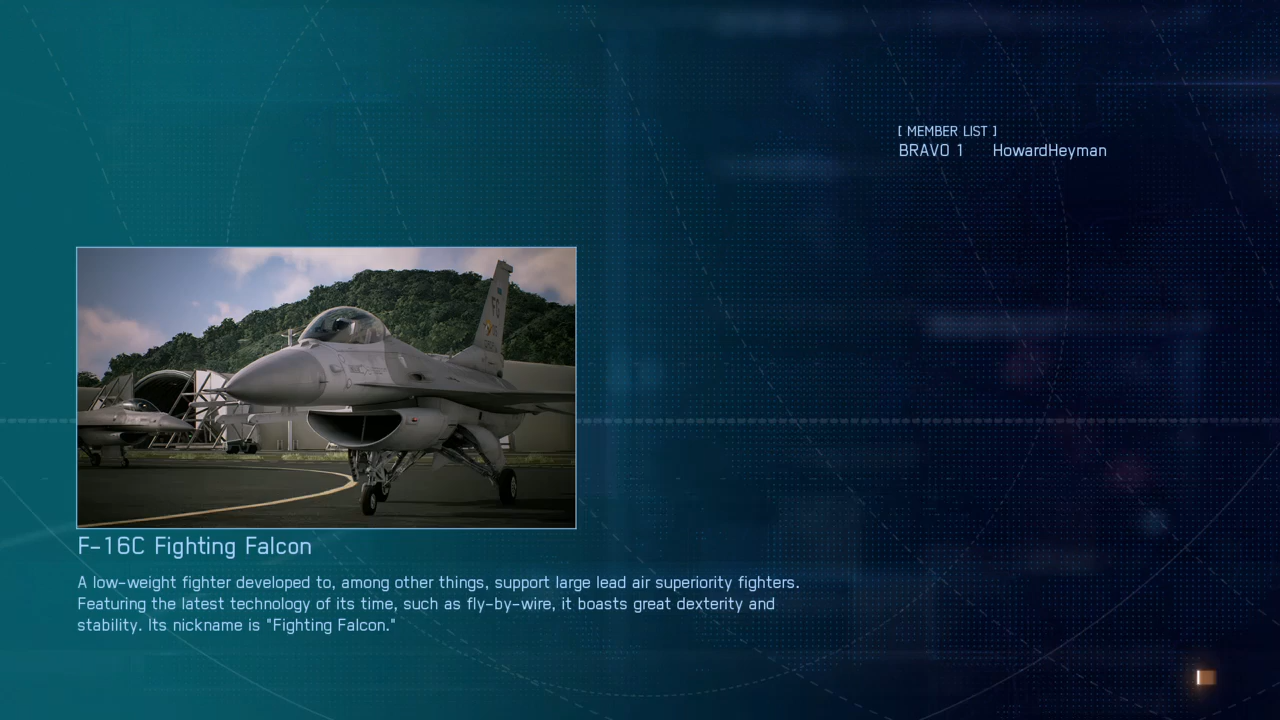 [ MEMBER LIST ]
BRAVO 1 HowardHeyman
F-16C Fighting Falcon
A low-weight fighter developed to, among other things, support large lead air superiority fighters.
Featuring the latest technology of its time, such as fly-by-wire, it boasts great dexterity and
stability. Its nickname is "Fighting Falcon."